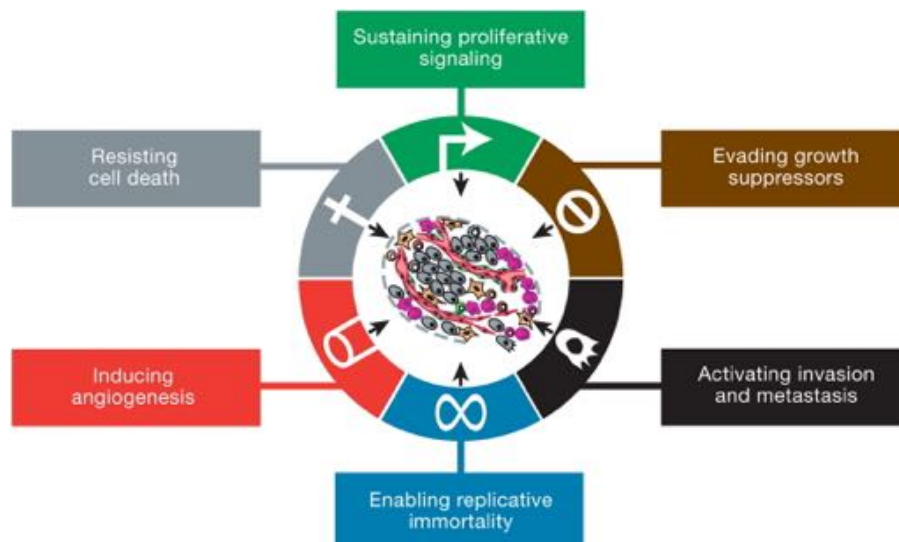 Sustaining proliferative
signaling
Resisting
cell death
Evading growth
suppressors
Inducing
angiogenesis
Activating invasion
and metastasis
Enabling replicative
immortality